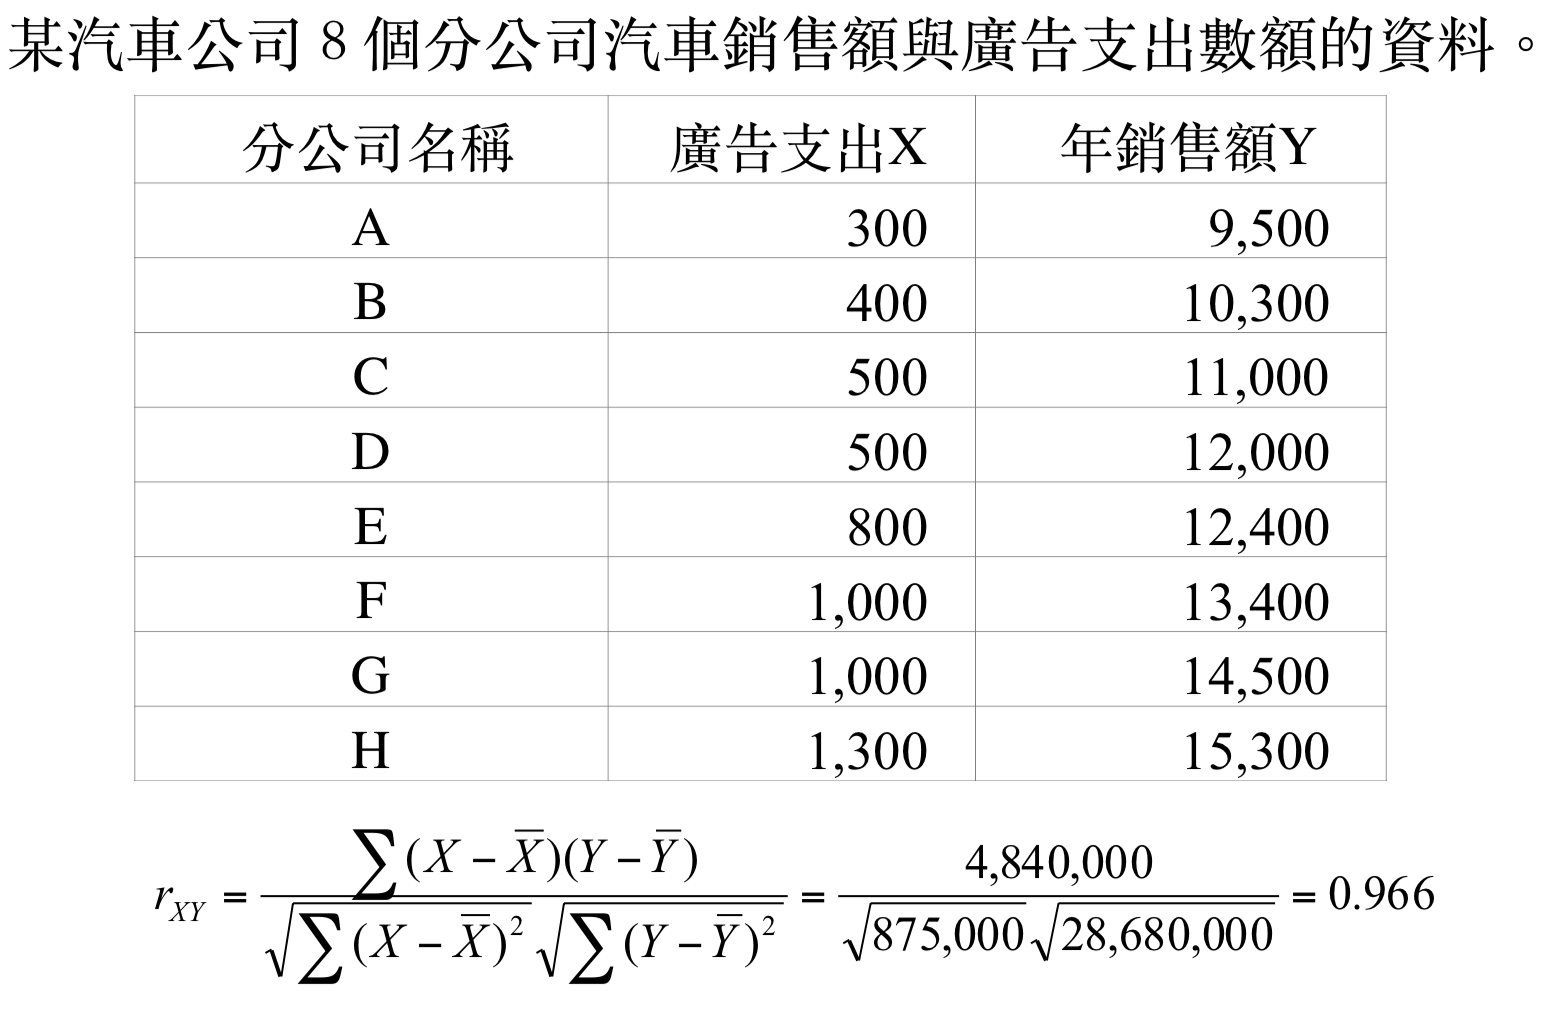 某汽車公司 8 個分公司汽車銷售額與廣告支出數額的資料。
分公司名稱 廣告支出X 年銷售額Y
A 300 9,500
B 400 10,300
C 500 11,000
D 500 12,000
E 800 12,400
F 1,000 13,400
G 1,000 14,500
H 1,300 15,300
r_{XY} = \frac{\sum (X - \overline{X})(Y - \overline{Y})}{\sqrt{\sum (X - \overline{X})^2} \sqrt{\sum (Y - \overline{Y})^2}} = \frac{4,840,000}{\sqrt{875,000} \sqrt{28,680,000}} = 0.966